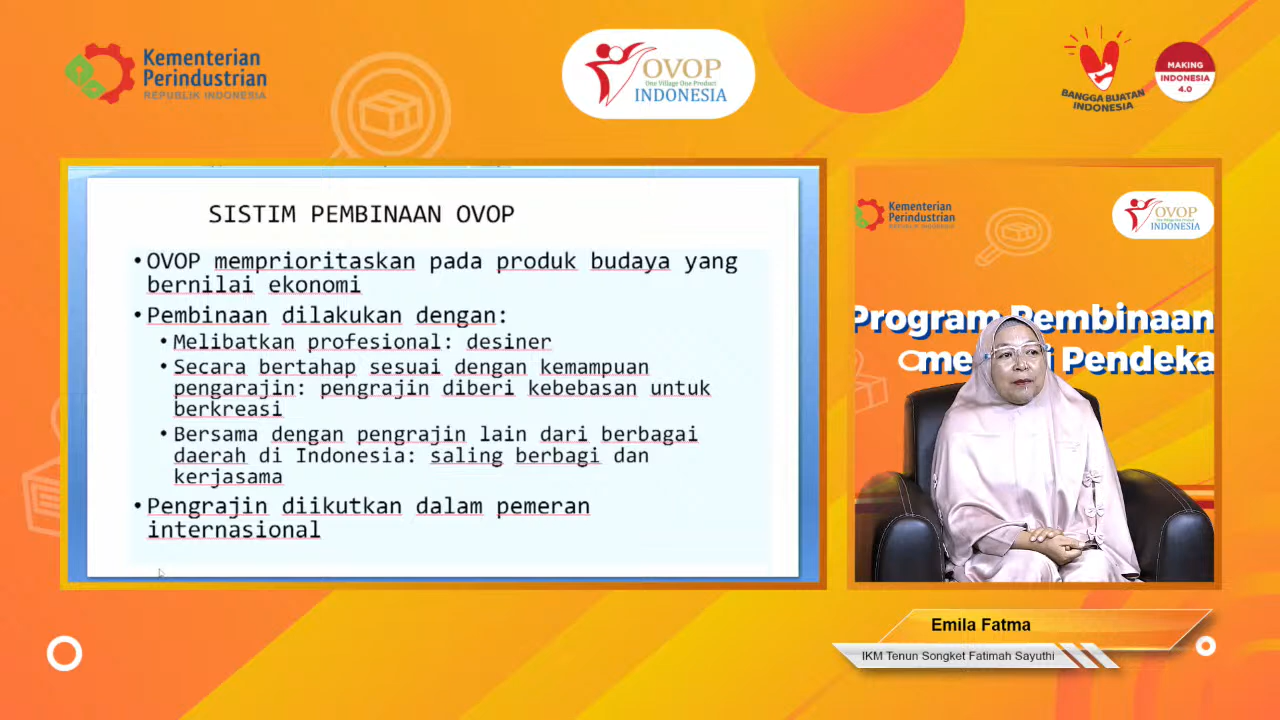 Kementerian
Perindustrian
REPUBLIK INDONESIA
OVOP
One Village One Product
INDONESIA
BANGGA BUATAN
INDONESIA
MAKING
INDONESIA
4.0
SISTIM PEMBINAAN OVOP
•OVOP memprioritaskan pada produk budaya yang
bernilai ekonomi
•Pembinaan dilakukan dengan:
•Melibatkan profesional: desiner
•Secara bertahap sesuai dengan kemampuan
pengarajin: pengrajin diberi kebebasan untuk
berkreasi
•Bersama dengan pengrajin lain dari berbagai
daerah di Indonesia: saling berbagi dan
kerjasama
•Pengrajin diikutkan dalam pemeran
internasional
Kementerian
Perindustrian
REPUBLIK INDONESIA
OVOP
One Village One Product
INDONESIA
Program Pembinaan
Pendeka
Emila Fatma
IKM Tenun Songket Fatimah Sayuthi